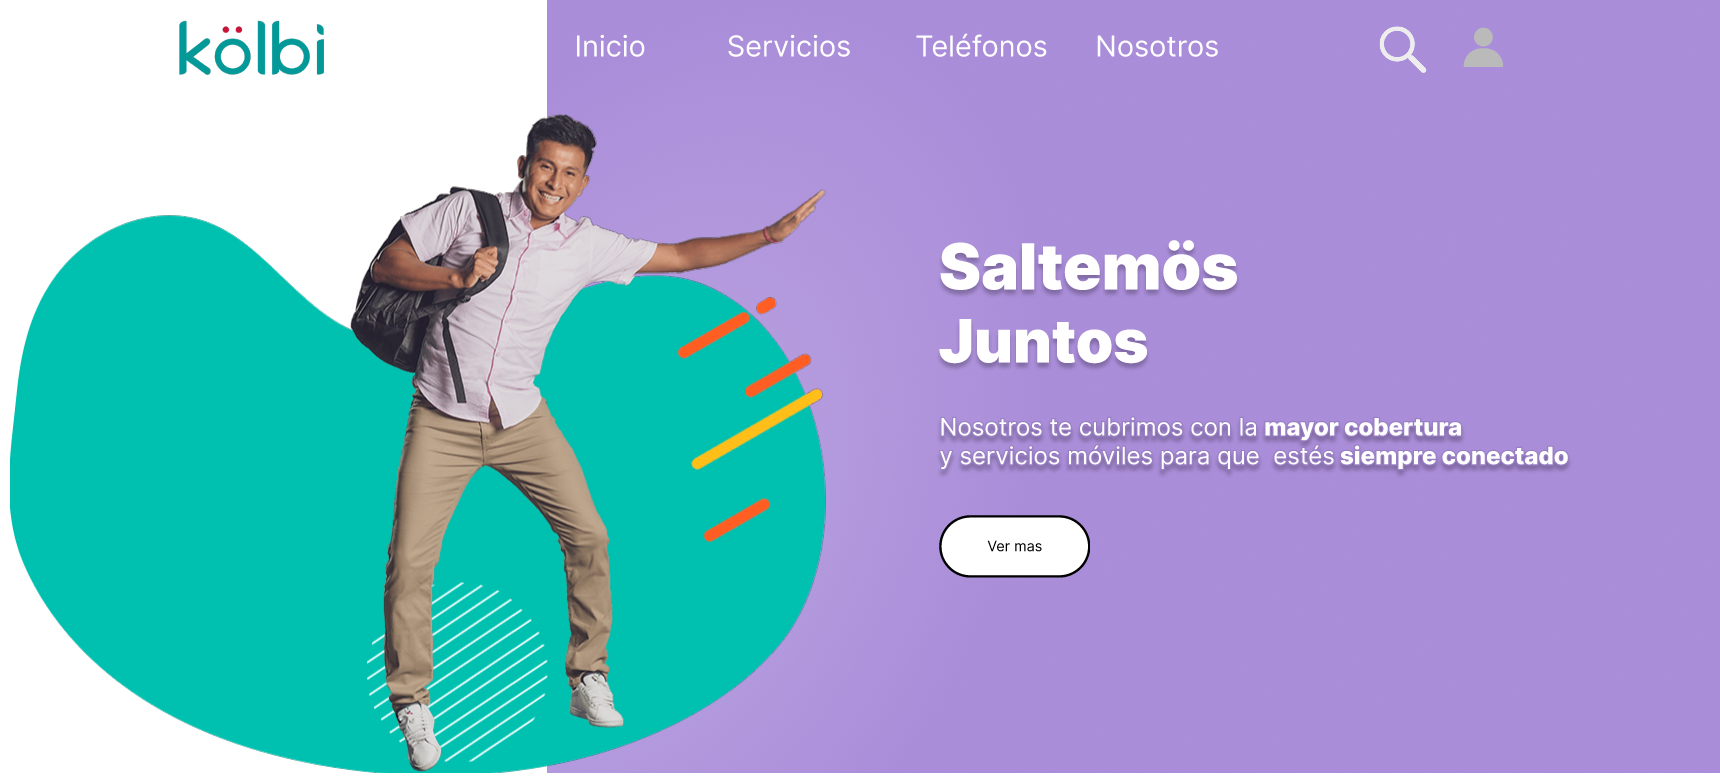 kölbi
Inicio Servicios Teléfonos Nosotros
Saltemös
Juntos
Nosotros te cubrimos con la mayor cobertura
y servicios móviles para que estés siempre conectado
Ver mas